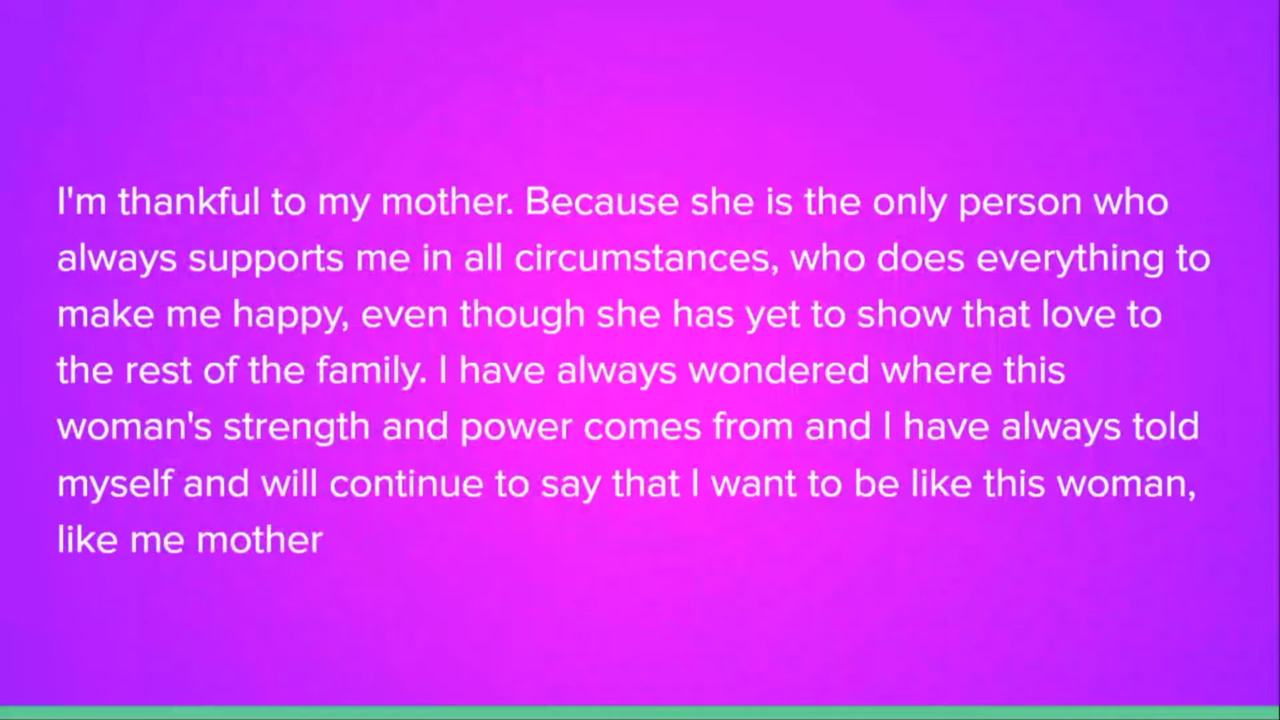 I'm thankful to my mother. Because she is the only person who
always supports me in all circumstances, who does everything to
make me happy, even though she has yet to show that love to
the rest of the family. I have always wondered where this
woman's strength and power comes from and I have always told
myself and will continue to say that I want to be like this woman,
like me mother